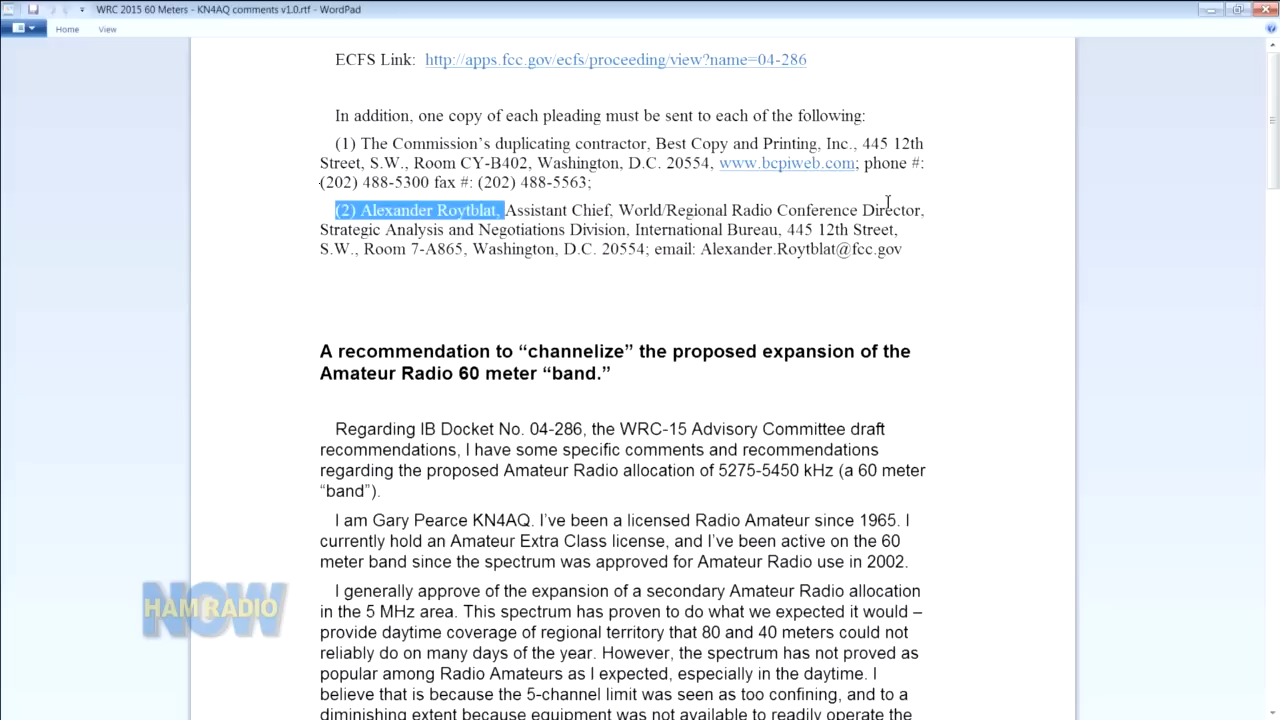 WRC 2015 60 Meters - KN4AQ comments v1.0.rtf - WordPad
Home View
ECFS Link: http://apps.fcc.gov/ecfs/proceeding/view?name=04-286
In addition, one copy of each pleading must be sent to each of the following:
(1) The Commission’s duplicating contractor, Best Copy and Printing, Inc., 445 12th
Street, S.W., Room CY-B402, Washington, D.C. 20554, www.bcpiweb.com; phone #:
(202) 488-5300 fax #: (202) 488-5563;
(2) Alexander Roytblat, Assistant Chief, World/Regional Radio Conference Director,
Strategic Analysis and Negotiations Division, International Bureau, 445 12th Street,
S.W., Room 7-A865, Washington, D.C. 20554; email: Alexander.Roytblat@fcc.gov
A recommendation to “channelize” the proposed expansion of the
Amateur Radio 60 meter “band.”
Regarding IB Docket No. 04-286, the WRC-15 Advisory Committee draft
recommendations, I have some specific comments and recommendations
regarding the proposed Amateur Radio allocation of 5275-5450 kHz (a 60 meter
“band”).
I am Gary Pearce KN4AQ. I’ve been a licensed Radio Amateur since 1965. I
currently hold an Amateur Extra Class license, and I’ve been active on the 60
meter band since the spectrum was approved for Amateur Radio use in 2002.
I generally approve of the expansion of a secondary Amateur Radio allocation
in the 5 MHz area. This spectrum has proven to do what we expected it would –
provide daytime coverage of regional territory that 80 and 40 meters could not
reliably do on many days of the year. However, the spectrum has not proved as
popular among Radio Amateurs as I expected, especially in the daytime. I
believe that is because the 5-channel limit was seen as too confining, and to a
diminishing extent because equipment was not available to readily operate the
HAM RADIO
NOW